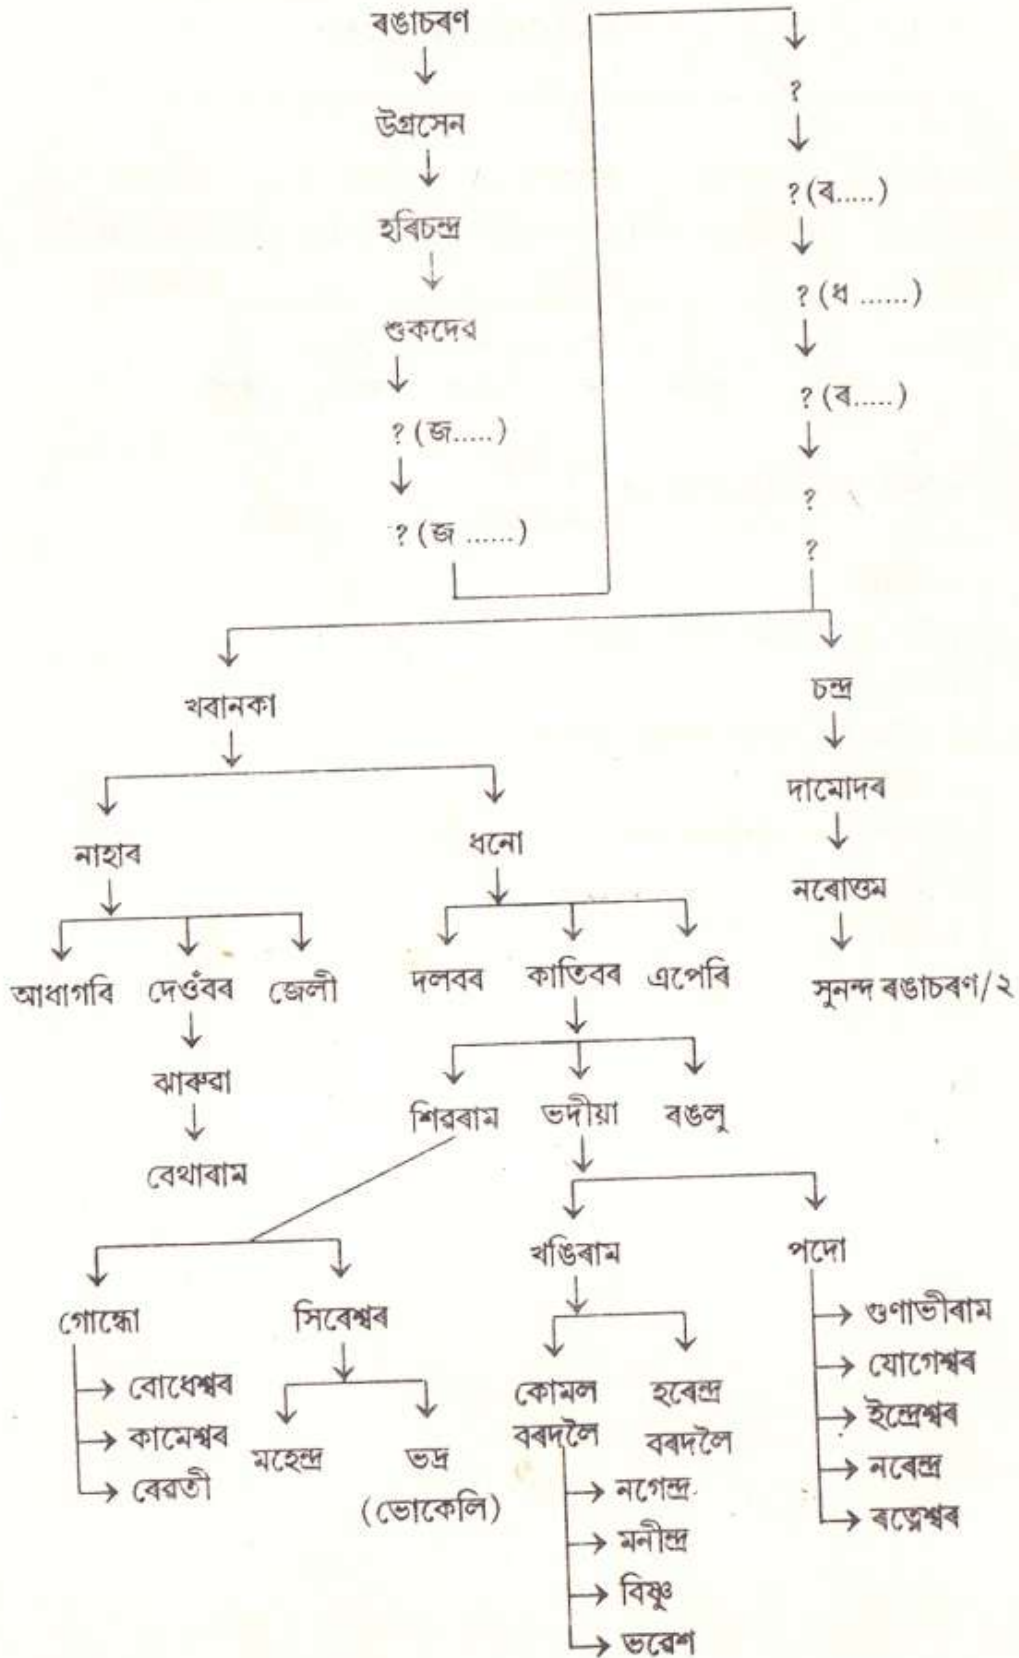 ৰঙাচৰণ
উগ্ৰসেন
হৰিচন্দ্ৰ
শুকদেৱ
? (জ.....)
? (জ ......)
?
? (ৰ.....)
? (ধ ......)
? (ৰ.....)
?
?
খৰানকা
চন্দ্ৰ
দামোদৰ
নৰোত্তম
সুনন্দ ৰঙাচৰণ/২
নাহাৰ
ধনো
আধাগৰি দেওঁবৰ জেলী
দলবৰ কাতিবৰ এপেৰি
ঝাৰুৱা
বেথাৰাম
শিৱৰাম ভদীয়া ৰঙলু
গোন্ধো
সিৰেশ্বৰ
খঙিৰাম
পদো
বোধেশ্বৰ
কামেশ্বৰ
ৰেৱতী
মহেন্দ্ৰ
ভদ্ৰ
(ভোকেলি)
কোমল
বৰদলৈ
হৰেন্দ্ৰ
বৰদলৈ
নগেন্দ্ৰ
মনীন্দ্ৰ
বিষ্ণু
ভৱেশ
গুণাভীৰাম
যোগেশ্বৰ
ইন্দ্ৰেশ্বৰ
নৰেন্দ্ৰ
ৰত্নেশ্বৰ